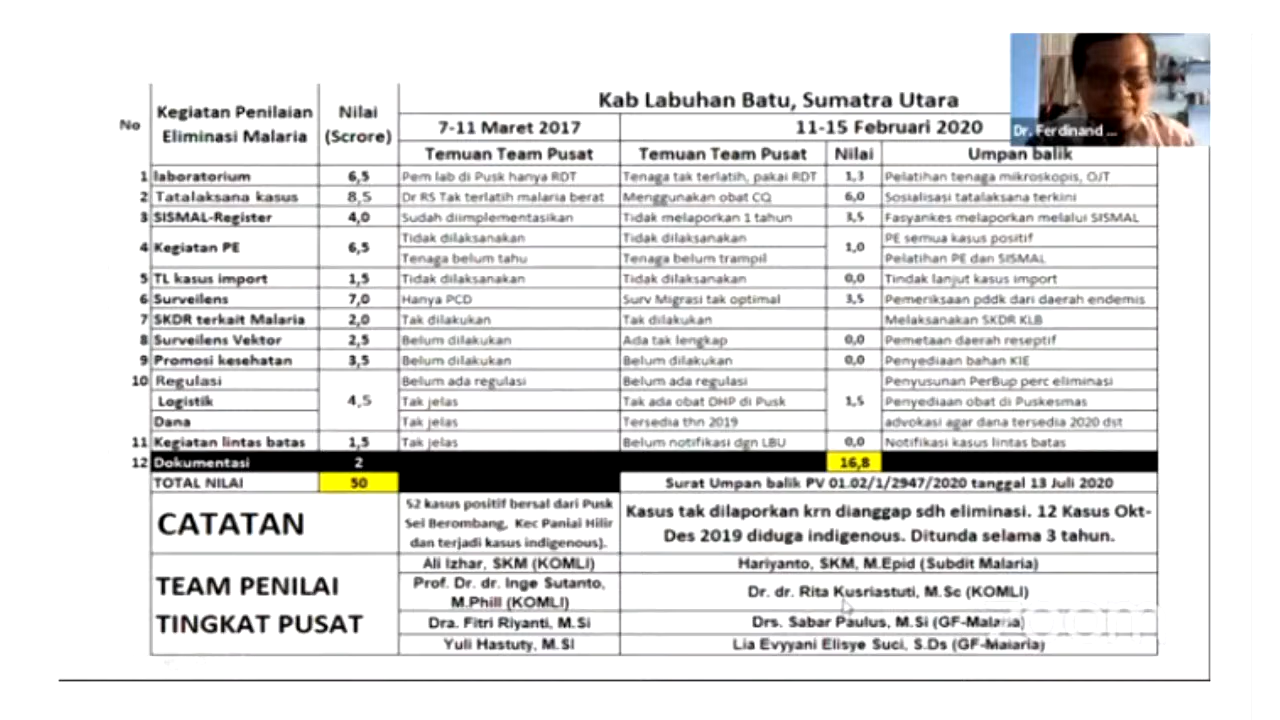 Kab Labuhan Batu, Sumatra Utara
No Kegiatan Penilaian Eliminasi Malaria Nilai (Scrore) 7-11 Maret 2017 11-15 Februari 2020
Dr. Ferdinand ...
Temuan Team Pusat Temuan Team Pusat Nilai Umpan balik
1 laboratorium 6,5 Pem lab di Pusk hanya RDT Tenaga tak terlatih, pakai RDT 1,3 Pelatihan tenaga mikroskopis, OJT
2 Tatalaksana kasus 8,5 Dr RS Tak terlatih malaria berat Menggunakan obat CQ 6,0 Sosialisasi tatalaksana terkini
3 SISMAL-Register 4,0 Sudah diimplementasikan Tidak melaporkan 1 tahun 3,5 Fasyankes melaporkan melalui SISMAL
4 Kegiatan PE 6,5 Tidak dilaksanakan Tidak dilaksanakan 1,0 PE semua kasus positif
Tenaga belum tahu Tenaga belum trampil Pelatihan PE dan SISMAL
5 TL kasus import 1,5 Tidak dilaksanakan Tidak dilaksanakan 0,0 Tindak lanjut kasus import
6 Surveilens 7,0 Hanya PCD Surv Migrasi tak optimal 3,5 Pemeriksaan pddk dari daerah endemis
7 SKDR terkait Malaria 2,0 Tak dilakukan Tak dilakukan Melaksanakan SKDR KLB
8 Surveilens Vektor 2,5 Belum dilakukan Ada tak lengkap 0,0 Pemetaan daerah reseptif
9 Promosi kesehatan 3,5 Belum dilakukan Belum dilakukan 0,0 Penyediaan bahan KIE
10 Regulasi Belum ada regulasi Belum ada regulasi Penyusunan PerBup perc eliminasi
Logistik 4,5 Tak jelas Tak ada obat DHP di Pusk 1,5 Penyediaan obat di Puskesmas
Dana Tak jelas Tersedia thn 2019 advokasi agar dana tersedia 2020 dst
11 Kegiatan lintas batas 1,5 Tak jelas Belum notifikasi dgn LBU 0,0 Notifikasi kasus lintas batas
12 Dokumentasi 2 16,8
TOTAL NILAI 50 Surat Umpan balik PV 01.02/1/2947/2020 tanggal 13 Juli 2020
CATATAN
52 kasus positif bersal dari Pusk
Sei Berombang, Kec Panial Hilir
dan terjadi kasus indigenous).
Kasus tak dilaporkan krn dianggap sdh eliminasi. 12 Kasus Okt-
Des 2019 diduga indigenous. Ditunda selama 3 tahun.
TEAM PENILAI
TINGKAT PUSAT
Ali Izhar, SKM (KOMLI) Hariyanto, SKM, M.Epid (Subdit Malaria)
Prof. Dr. dr. Inge Sutanto,
M.Phill (KOMLI) Dr. dr. Rita Kusriastuti, M.Sc (KOMLI)
Dra. Fitri Riyanti, M.Si Drs. Sabar Paulus, M.Si (GF-Malaria)
Yuli Hastuty, M.SI Lia Evyyani Elisye Suci, S.Ds (GF-Malaria)
zoom